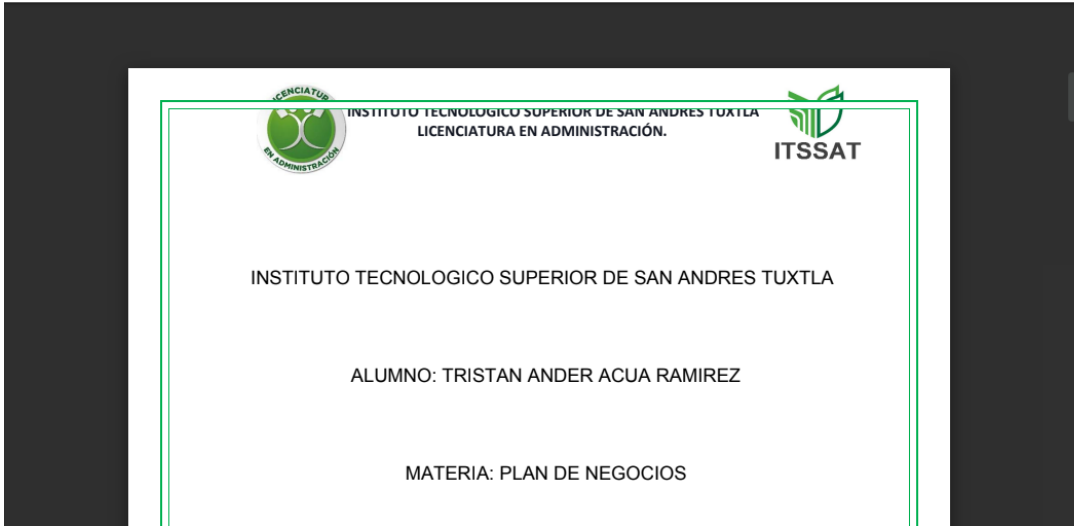 LICENCIATURA
EN ADMINISTRACIÓN
INSTITUTO TECNOLOGICO SUPERIOR DE SAN ANDRES TUXTLA
LICENCIATURA EN ADMINISTRACIÓN.
ITSSAT
INSTITUTO TECNOLOGICO SUPERIOR DE SAN ANDRES TUXTLA
ALUMNO: TRISTAN ANDER ACUA RAMIREZ
MATERIA: PLAN DE NEGOCIOS